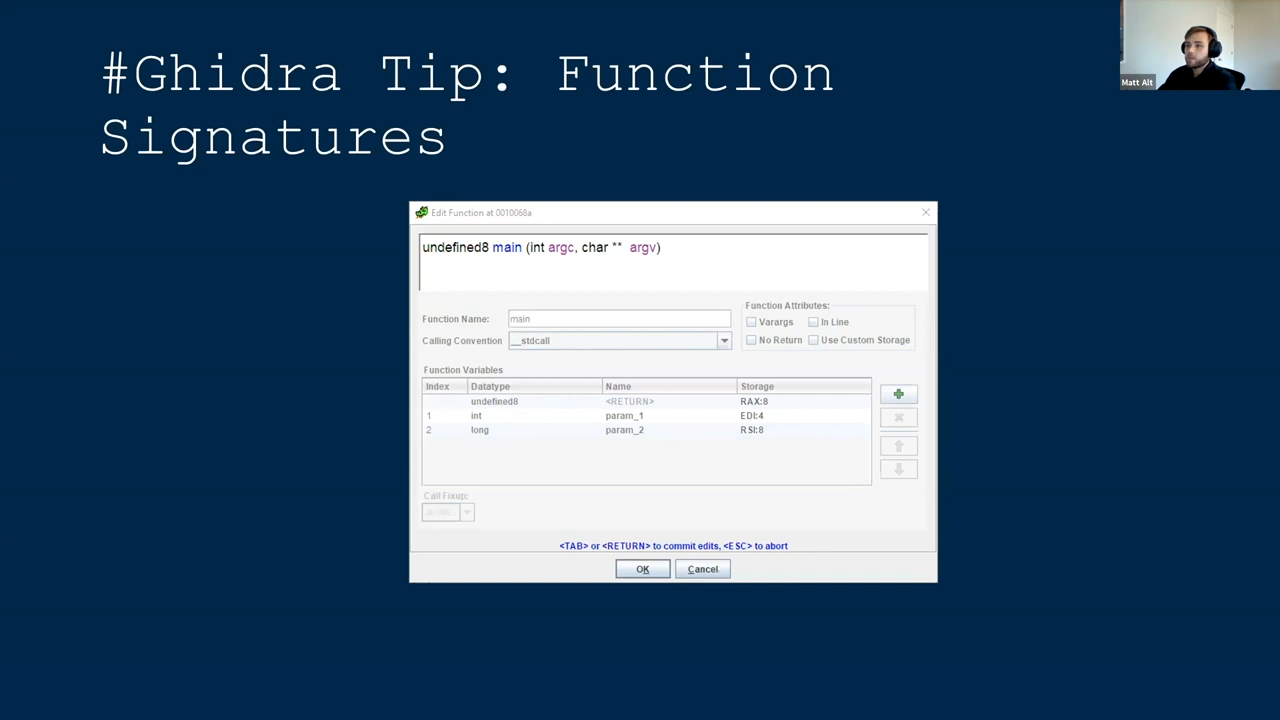 #Ghidra Tip: Function
Signatures
Matt Alt
Edit Function at 0010068a
undefined8 main (int argc, char ** argv)
Function Attributes:
Function Name: main
Varargs In Line
Calling Convention __stdcall
No Return Use Custom Storage
Function Variables
Index Datatype Name Storage
undefined8 <RETURN> RAX:8
1 int param_1 EDI:4
2 long param_2 RSI:8
Call Fixup:
<TAB> or <RETURN> to commit edits, <ESC> to abort
OK Cancel